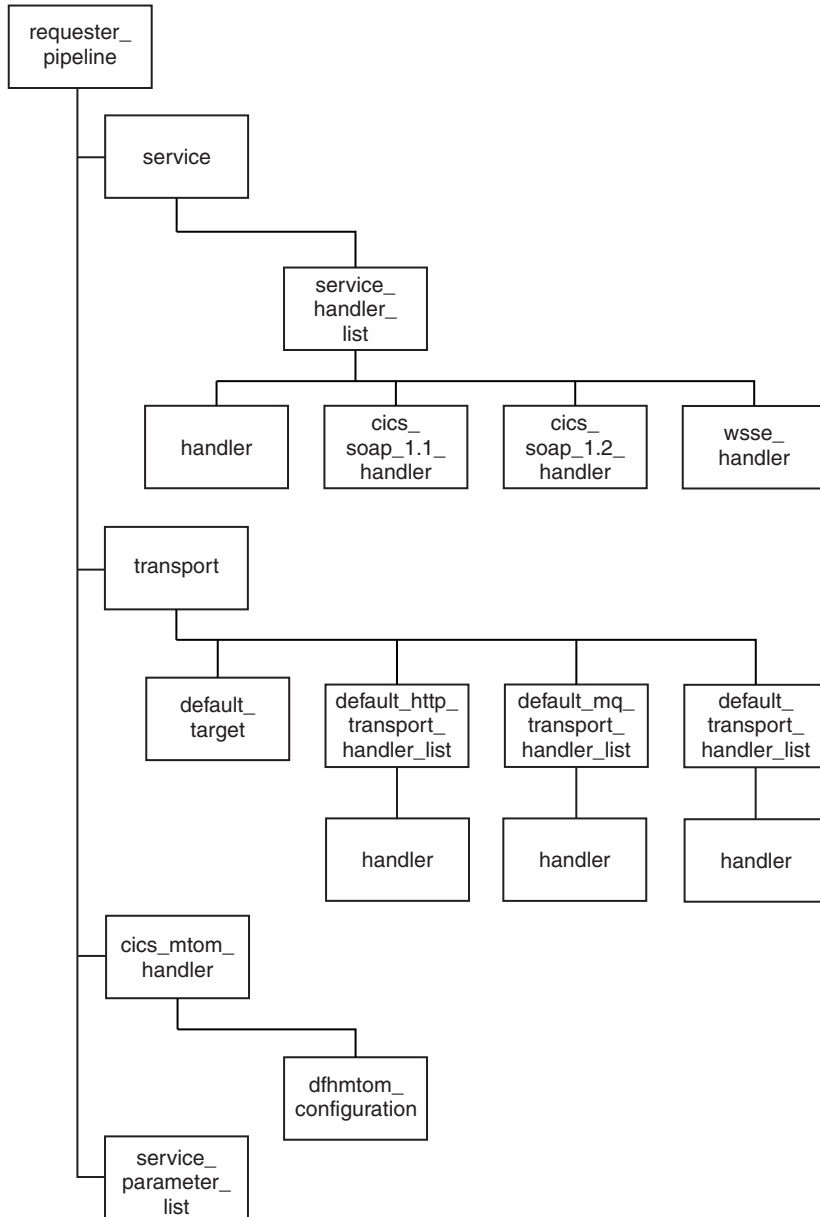 requester_
pipeline
service
service_
handler_
list
handler
cics_
soap_1.1_
handler
cics_
soap_1.2_
handler
wsse_
handler
transport
default_
target
default_http_
transport_
handler_list
default_mq_
transport_
handler_list
default_
transport_
handler_list
handler
handler
handler
cics_mtom_
handler
dfhmtom_
configuration
service_
parameter_
list